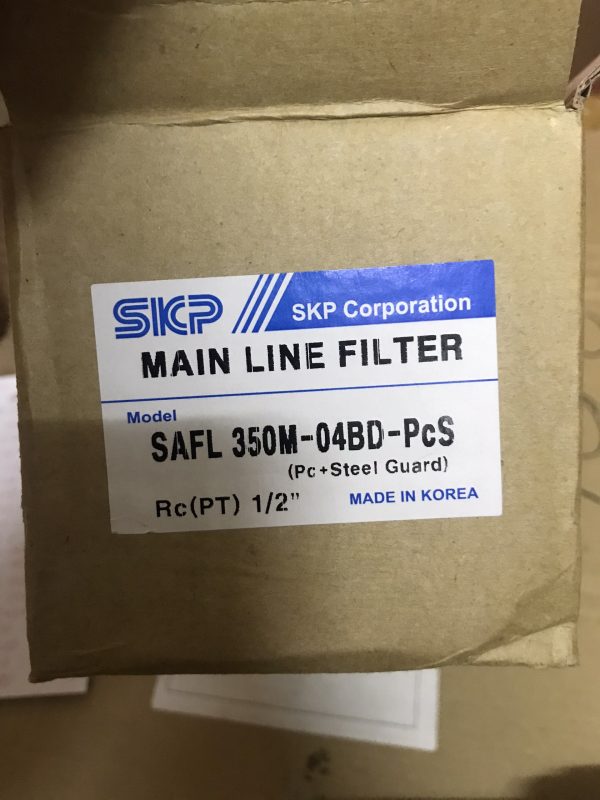 SKP SKP Corporation
MAIN LINE FILTER
Model
SAFL 350M-04BD-PcS
(Pc+Steel Guard)
Rc(PT) 1/2" MADE IN KOREA